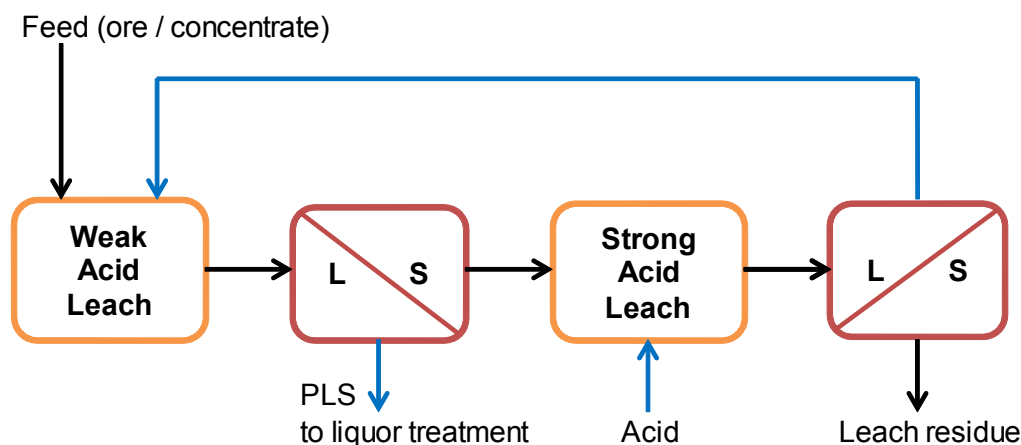 Feed (ore / concentrate)
Weak
Acid
Leach
L
S
Strong
Acid
Leach
L
S
PLS
to liquor treatment
Acid
Leach residue